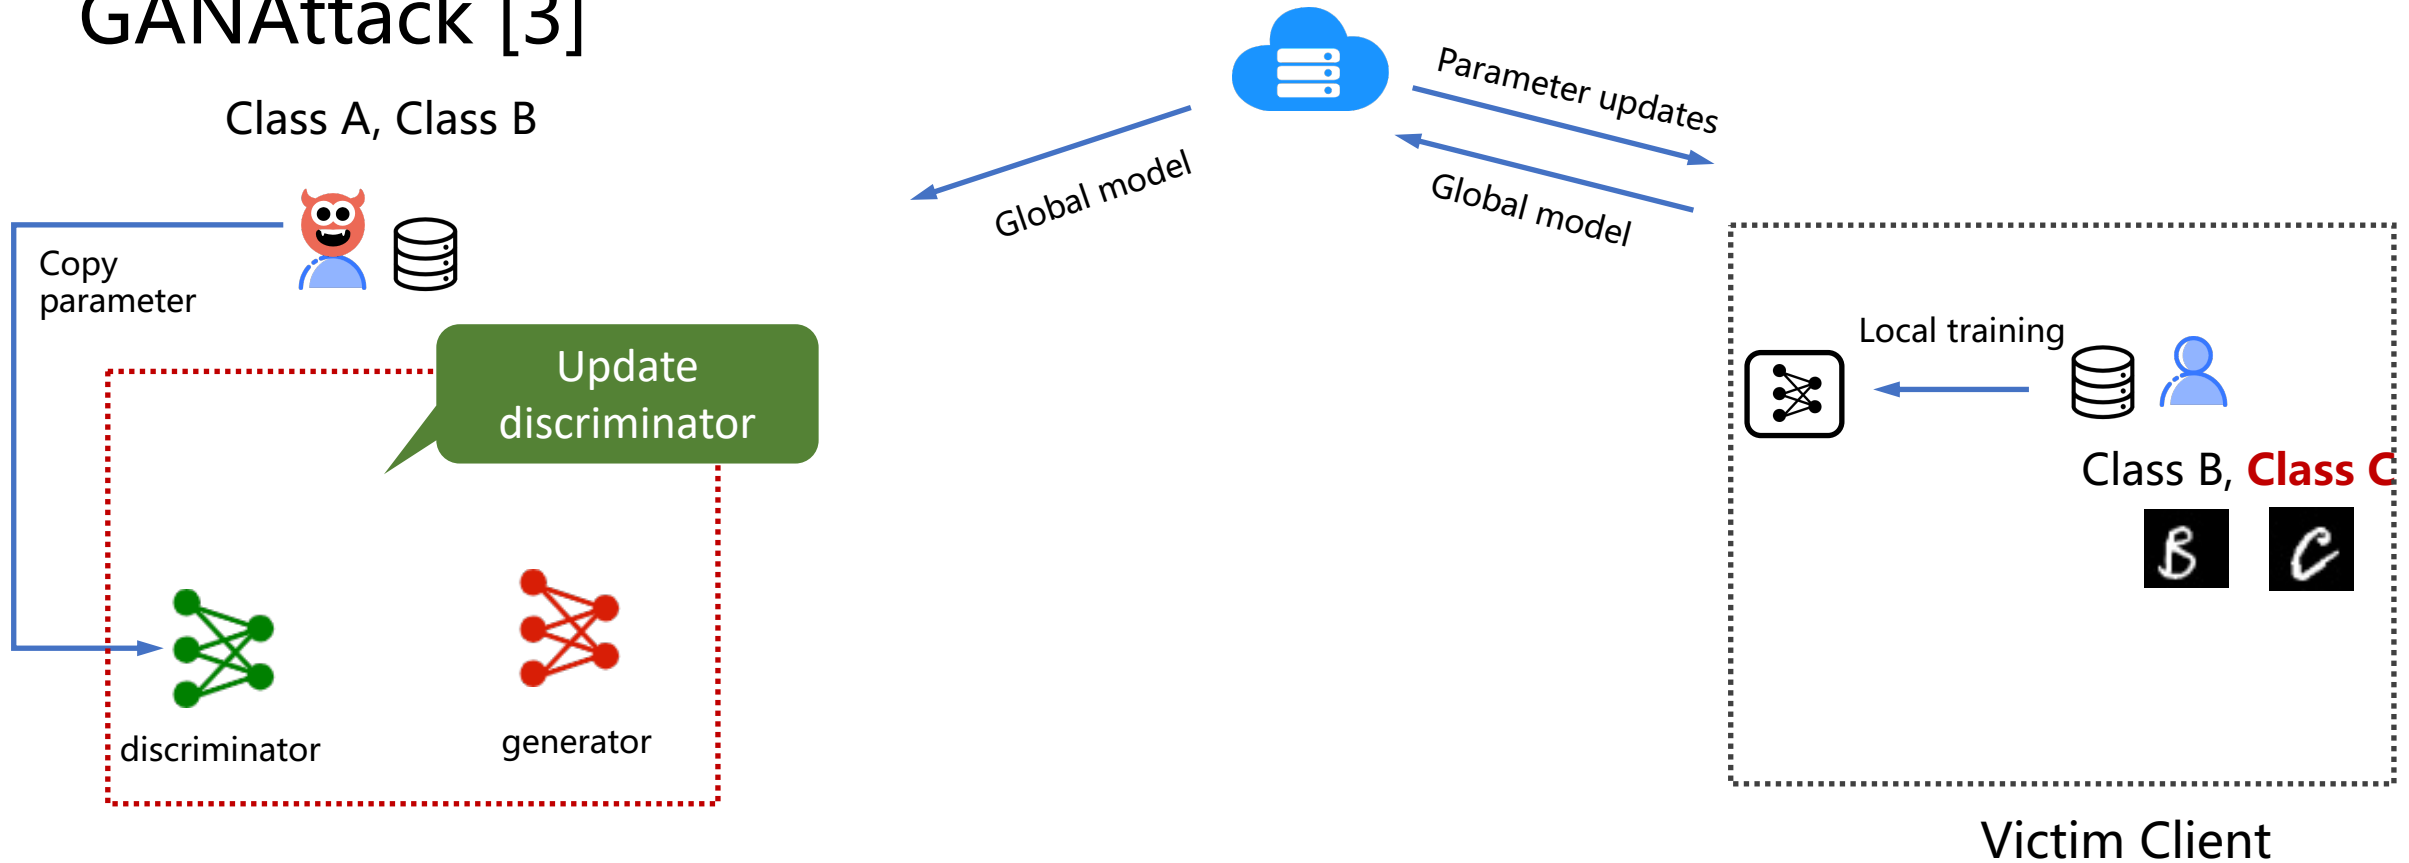 GANAttack [3]
Class A, Class B
Parameter updates
Global model
Global model
Copy
parameter
Update
discriminator
Local training
Class B, Class C
B
C
discriminator
generator
Victim Client